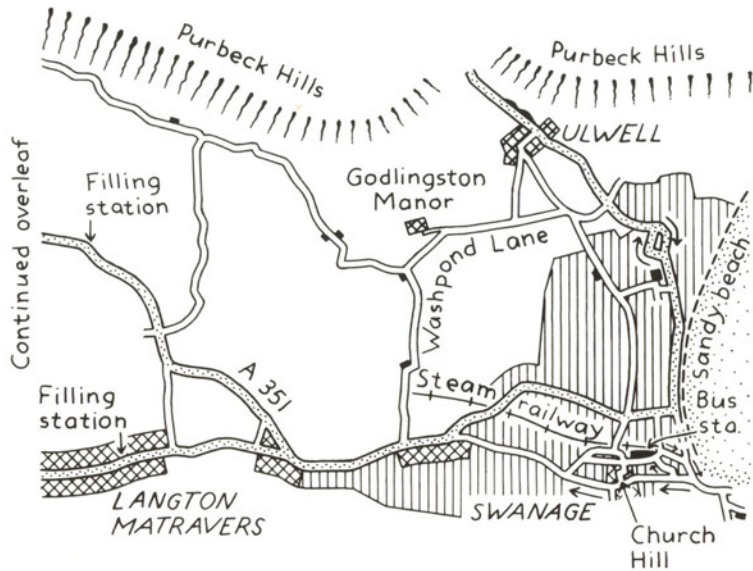 Purbeck Hills
Purbeck Hills
ULWELL
Continued overleaf
Filling
station
Godlingston
Manor
Washpond Lane
Sandy beach
A 351
Steam
railway
Filling
station
Bus
sta.
LANGTON
MATRAVERS
SWANAGE
Church
Hill